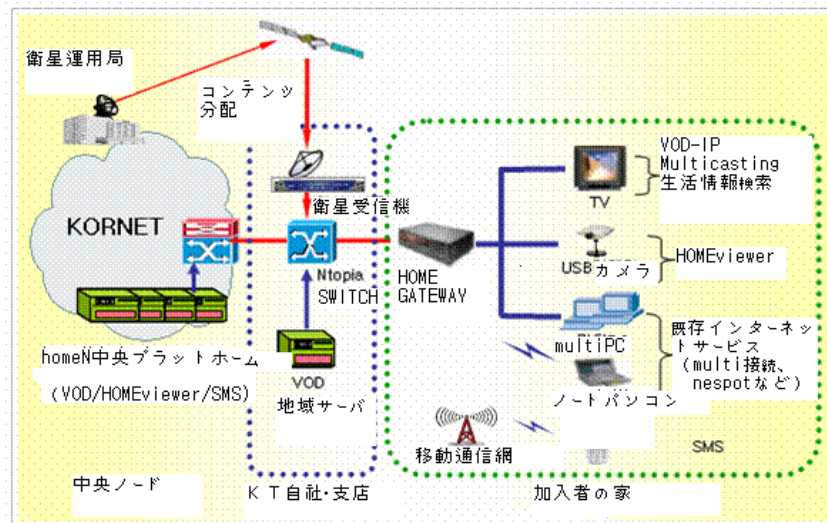 衛星運用局
コンテンツ
分配
KORNET
衛星受信機
Ntopia
SWITCH
HOME
GATEWAY
VOD-IP
Multicasting
生活情報検索
TV
USBカメラ
HOMEviewer
multiPC
既存インターネッ
トサービス
(multi接続、
nespotなど)
ノートパンコン
homeN中央プラットホーム
(VOD/HOMEviewer/SMS)
VOD
地域サーバ
移動通信網
SMS
中央ノード
KT自社・支店
加入者の家